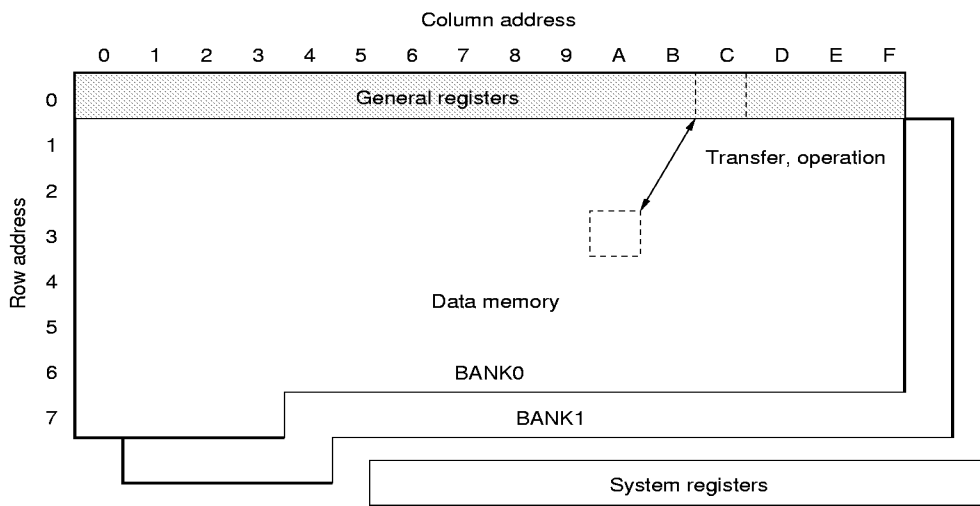 Column address
0 1 2 3 4 5 6 7 8 9 A B C D E F
0 General registers
1
Transfer, operation
2
Row address
3
4
Data memory
5
6 BANK0
7 BANK1
System registers